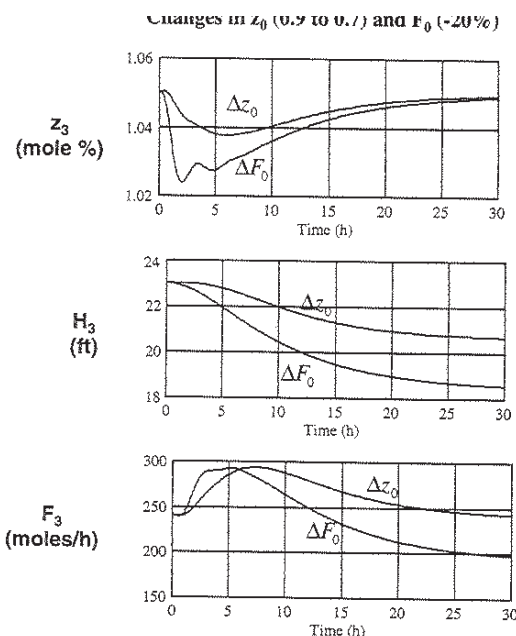 Changes in z₀ (0.9 to 0.7) and F₀ (-20%)
1.06
z₃
(mole %)
1.04
1.02
Δz₀
ΔF₀
0 5 10 15 20 25 30
Time (h)
24
H₃
(ft)
22
20
18
Δz₀
ΔF₀
0 5 10 15 20 25 30
Time (h)
300
F₃
(moles/h)
250
200
150
Δz₀
ΔF₀
0 5 10 15 20 25 30
Time (h)